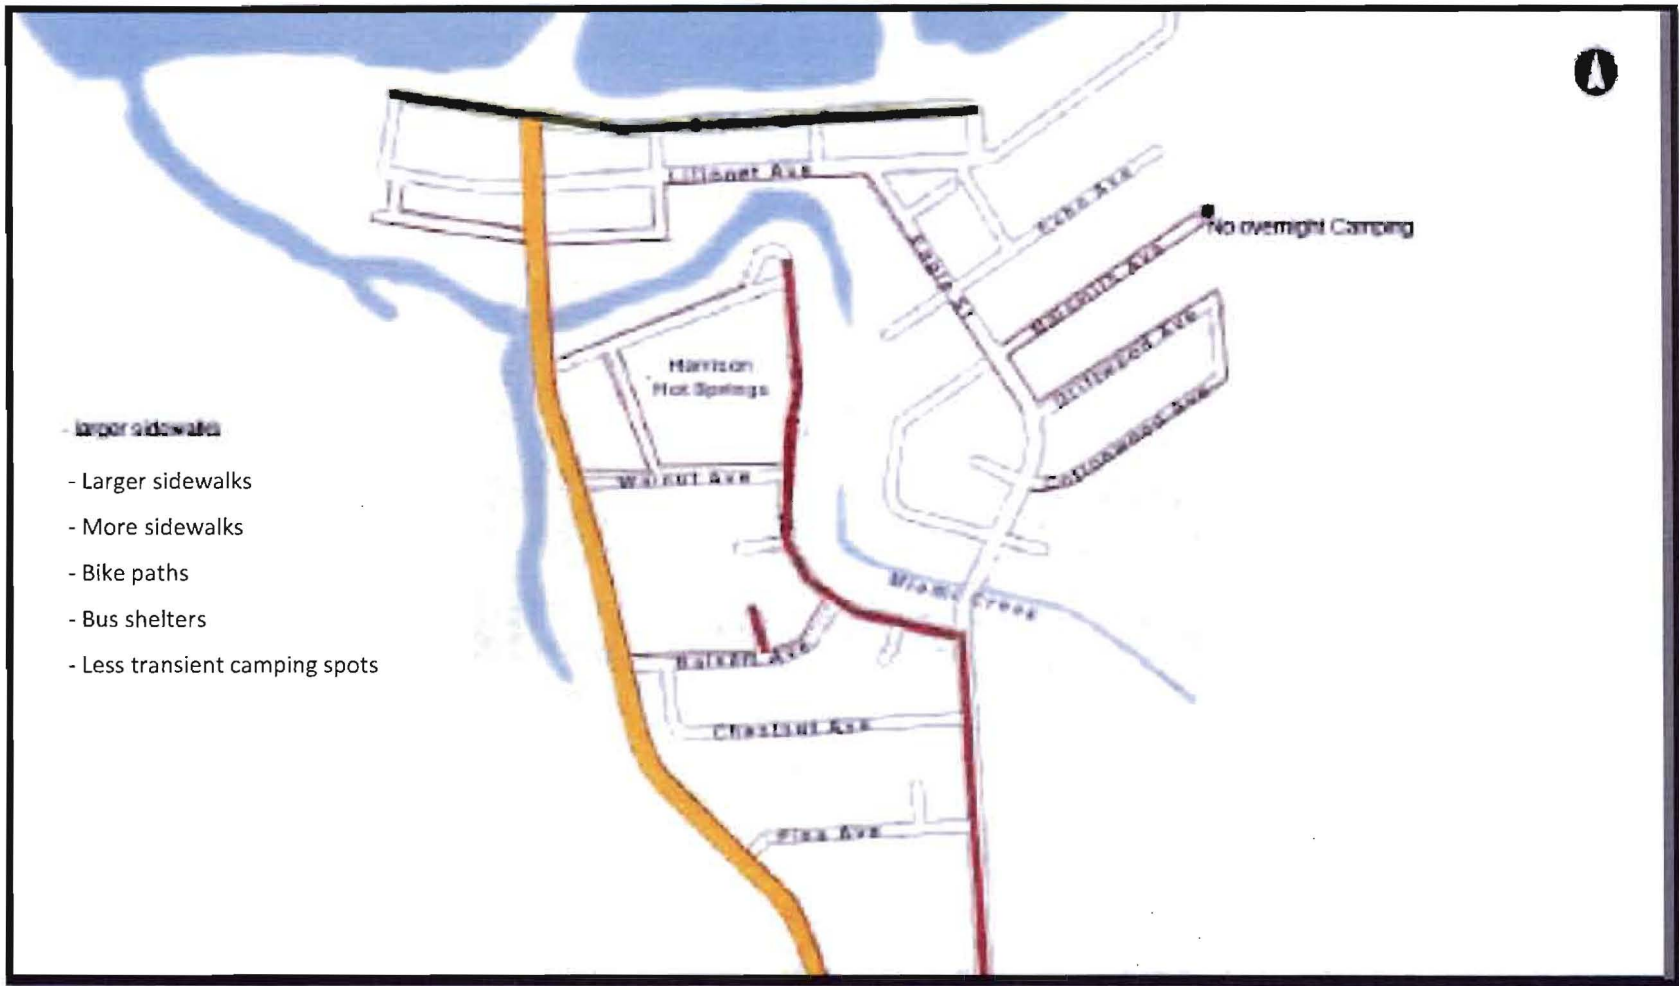 Lillooet Ave
Echo Ave
No overnight Camping
Eagle St
Driftwood Ave
Harrison
Hot Springs
- larger sidewalks
Cottonwood Ave
- Larger sidewalks
Walnut Ave
- More sidewalks
- Bike paths
Miami Creek
- Bus shelters
Balsam Ave
- Less transient camping spots
Chestnut Ave
Pine Ave